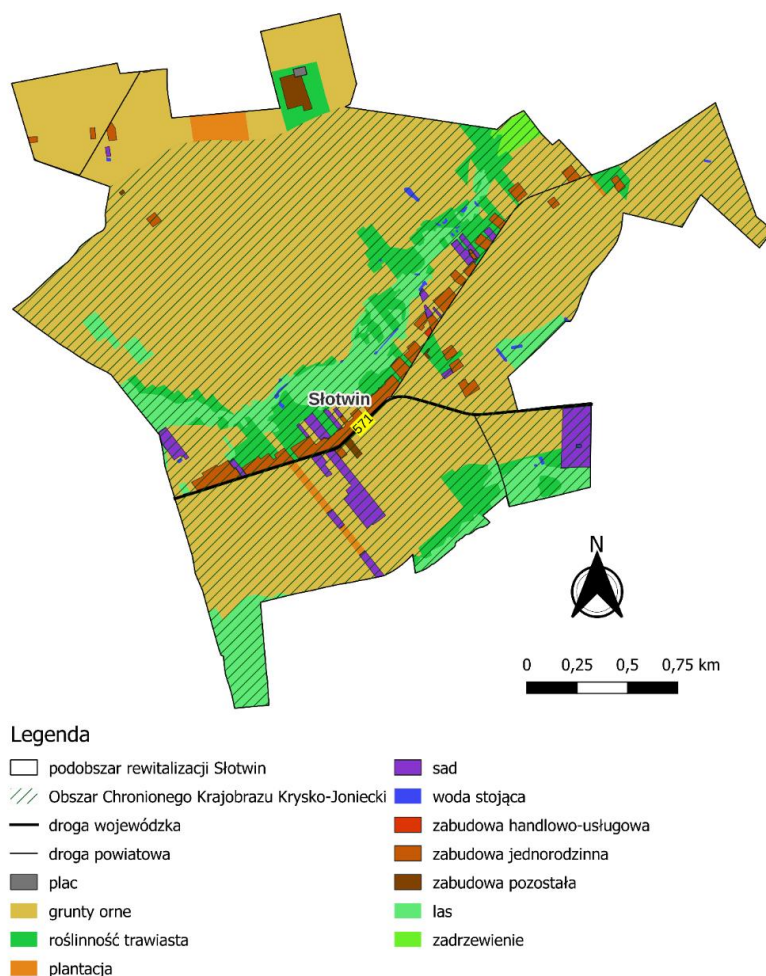 Słotwin
571
N
0 0,25 0,5 0,75 km
Legenda
podobszar rewitalizacji Słotwin
Obszar Chronionego Krajobrazu Krysko-Joniecki
droga wojewódzka
droga powiatowa
plac
grunty orne
roślinność trawiasta
plantacja
sad
woda stojąca
zabudowa handlowo-usługowa
zabudowa jednorodzinna
zabudowa pozostała
las
zadrzewienie